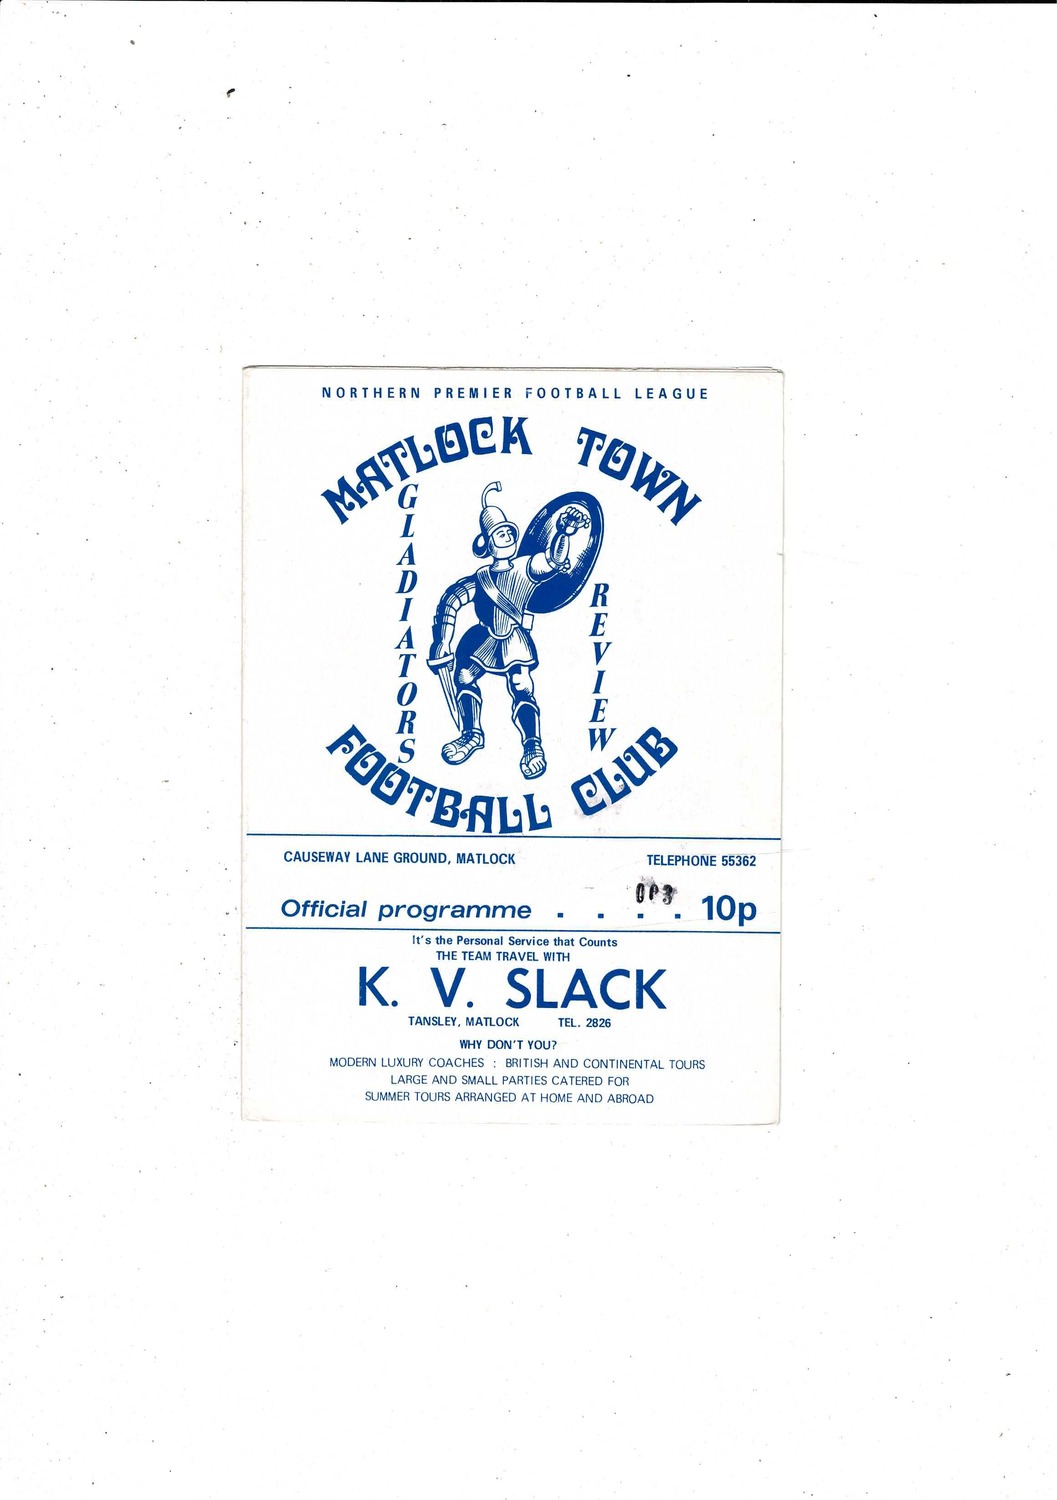 NORTHERN PREMIER FOOTBALL LEAGUE
MATLOCK TOWN
GLADIATORS
REVIEW
FOOTBALL CLUB
CAUSEWAY LANE GROUND, MATLOCK TELEPHONE 55362
Official programme . . . . 10p
It's the Personal Service that Counts
THE TEAM TRAVEL WITH
K. V. SLACK
TANSLEY, MATLOCK TEL. 2826
WHY DON'T YOU?
MODERN LUXURY COACHES : BRITISH AND CONTINENTAL TOURS
LARGE AND SMALL PARTIES CATERED FOR
SUMMER TOURS ARRANGED AT HOME AND ABROAD